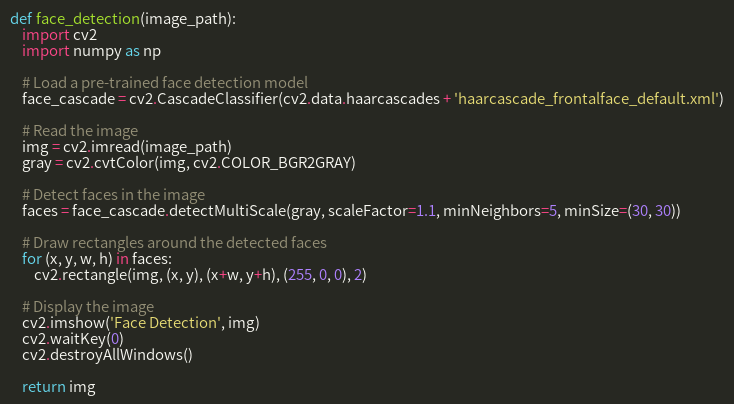 def face_detection(image_path):
    import cv2
    import numpy as np

    # Load a pre-trained face detection model
    face_cascade = cv2.CascadeClassifier(cv2.data.haarcascades + 'haarcascade_frontalface_default.xml')

    # Read the image
    img = cv2.imread(image_path)
    gray = cv2.cvtColor(img, cv2.COLOR_BGR2GRAY)

    # Detect faces in the image
    faces = face_cascade.detectMultiScale(gray, scaleFactor=1.1, minNeighbors=5, minSize=(30, 30))

    # Draw rectangles around the detected faces
    for (x, y, w, h) in faces:
        cv2.rectangle(img, (x, y), (x+w, y+h), (255, 0, 0), 2)

    # Display the image
    cv2.imshow('Face Detection', img)
    cv2.waitKey(0)
    cv2.destroyAllWindows()

    return img